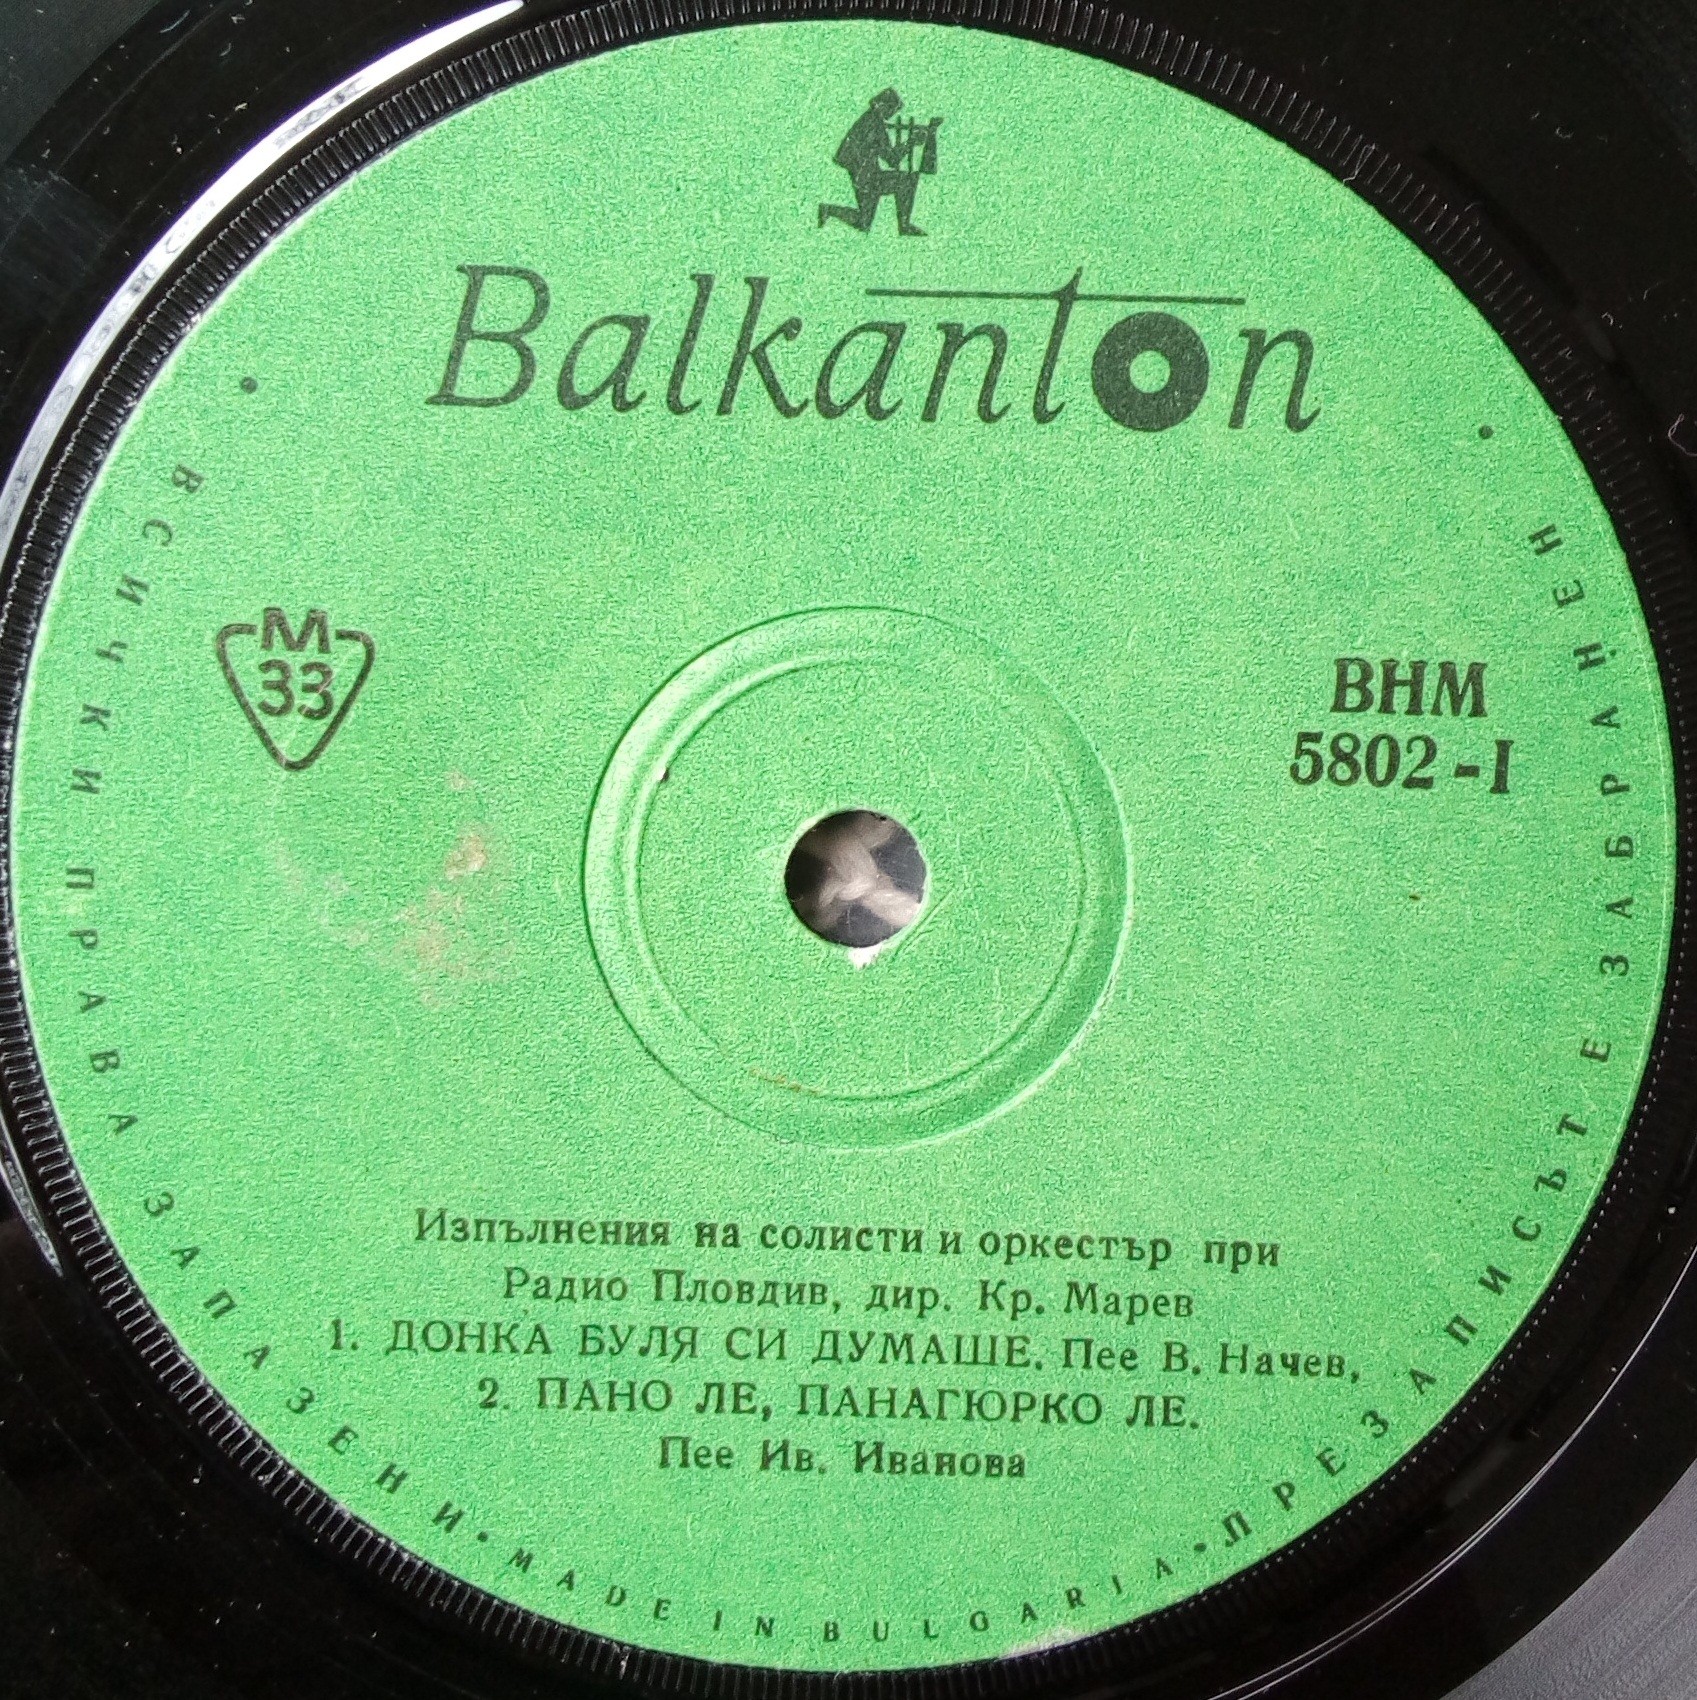 Balkanton
М
33
ВНМ
5802 - I
Изпълнения на солисти и оркестър при
Радио Пловдив, дир. Кр. Марев
1. ДОНКА БУЛЯ СИ ДУМАШЕ. Пее В. Начев,
2. ПАНО ЛЕ, ПАНАГЮРКО ЛЕ.
Пее Ив. Иванова
• ВСИЧКИ ПРАВА ЗАПАЗЕНИ • MADE IN BULGARIA • ПРЕЗАПИСЪТ Е ЗАБРАНЕН •